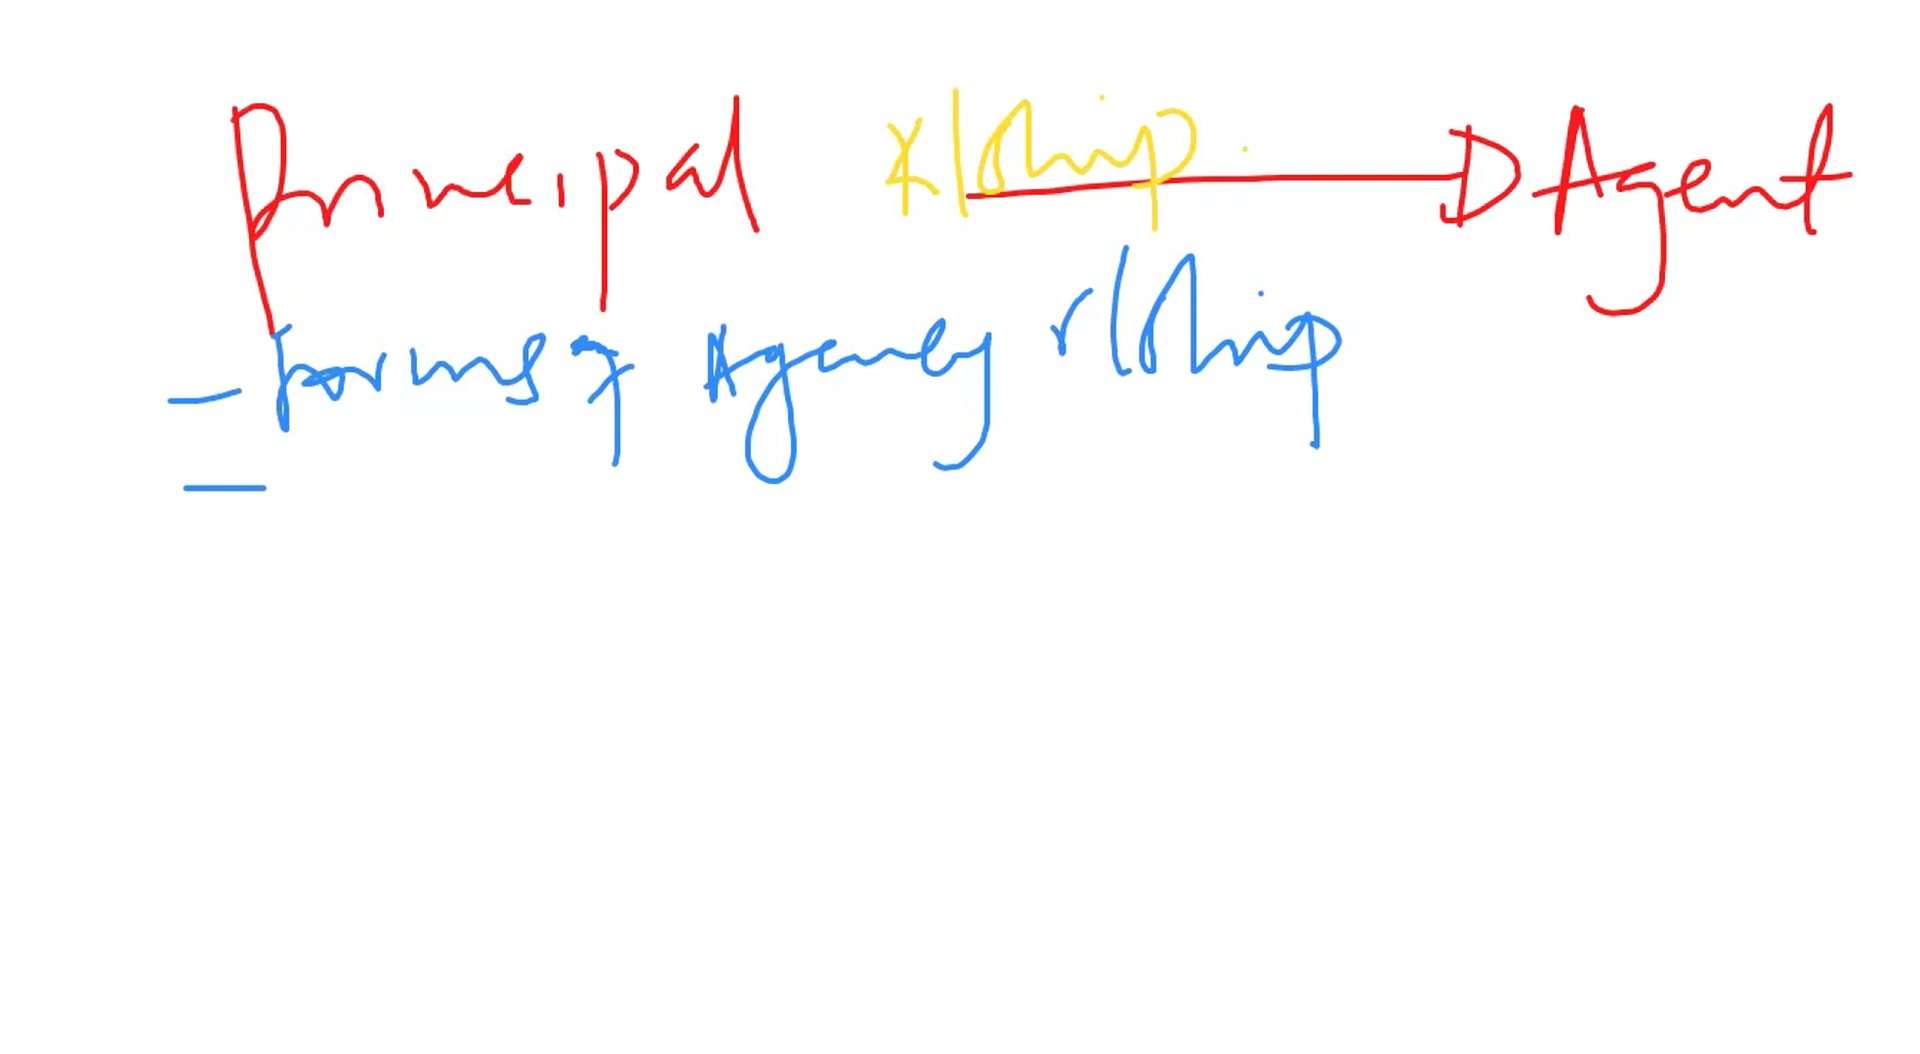 Principal r/ship → Agent
- forms of Agency r/ship
-